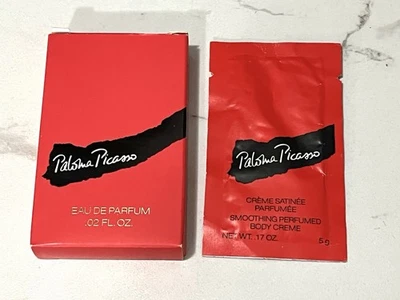 Paloma Picasso
EAU DE PARFUM
.02 FL. OZ.
Paloma Picasso
CRÈME SATINÉE
PARFUMÉE
SMOOTHING PERFUMED
BODY CREME
NET WT. .17 OZ. 5 g